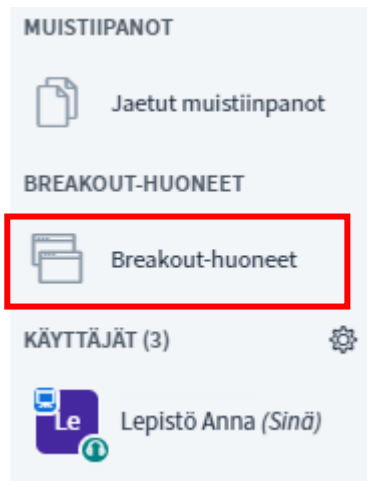 MUISTIIPANOT
Jaetut muistiinpanot
BREAKOUT-HUONEET
Breakout-huoneet
KÄYTTÄJÄT (3)
Le
Lepistö Anna (Sinä)